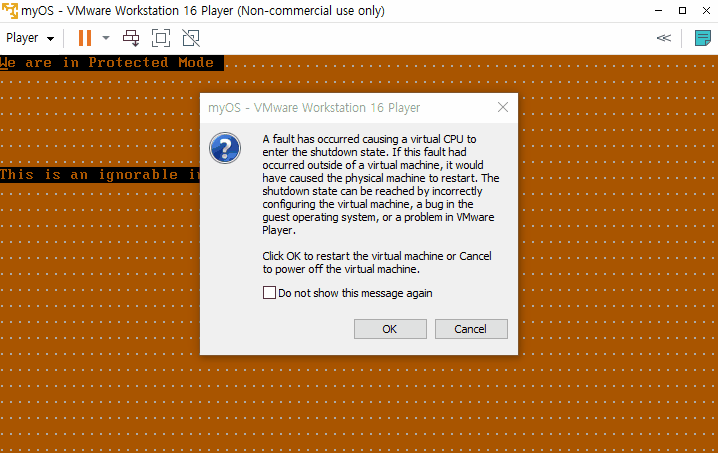 myOS - VMware Workstation 16 Player (Non-commercial use only)
Player
We are in Protected Mode
myOS - VMware Workstation 16 Player
A fault has occurred causing a virtual CPU to
enter the shutdown state. If this fault had
occurred outside of a virtual machine, it would
have caused the physical machine to restart. The
shutdown state can be reached by incorrectly
configuring the virtual machine, a bug in the
guest operating system, or a problem in VMware
Player.
Click OK to restart the virtual machine or Cancel
to power off the virtual machine.
Do not show this message again
OK
Cancel
This is an ignorable